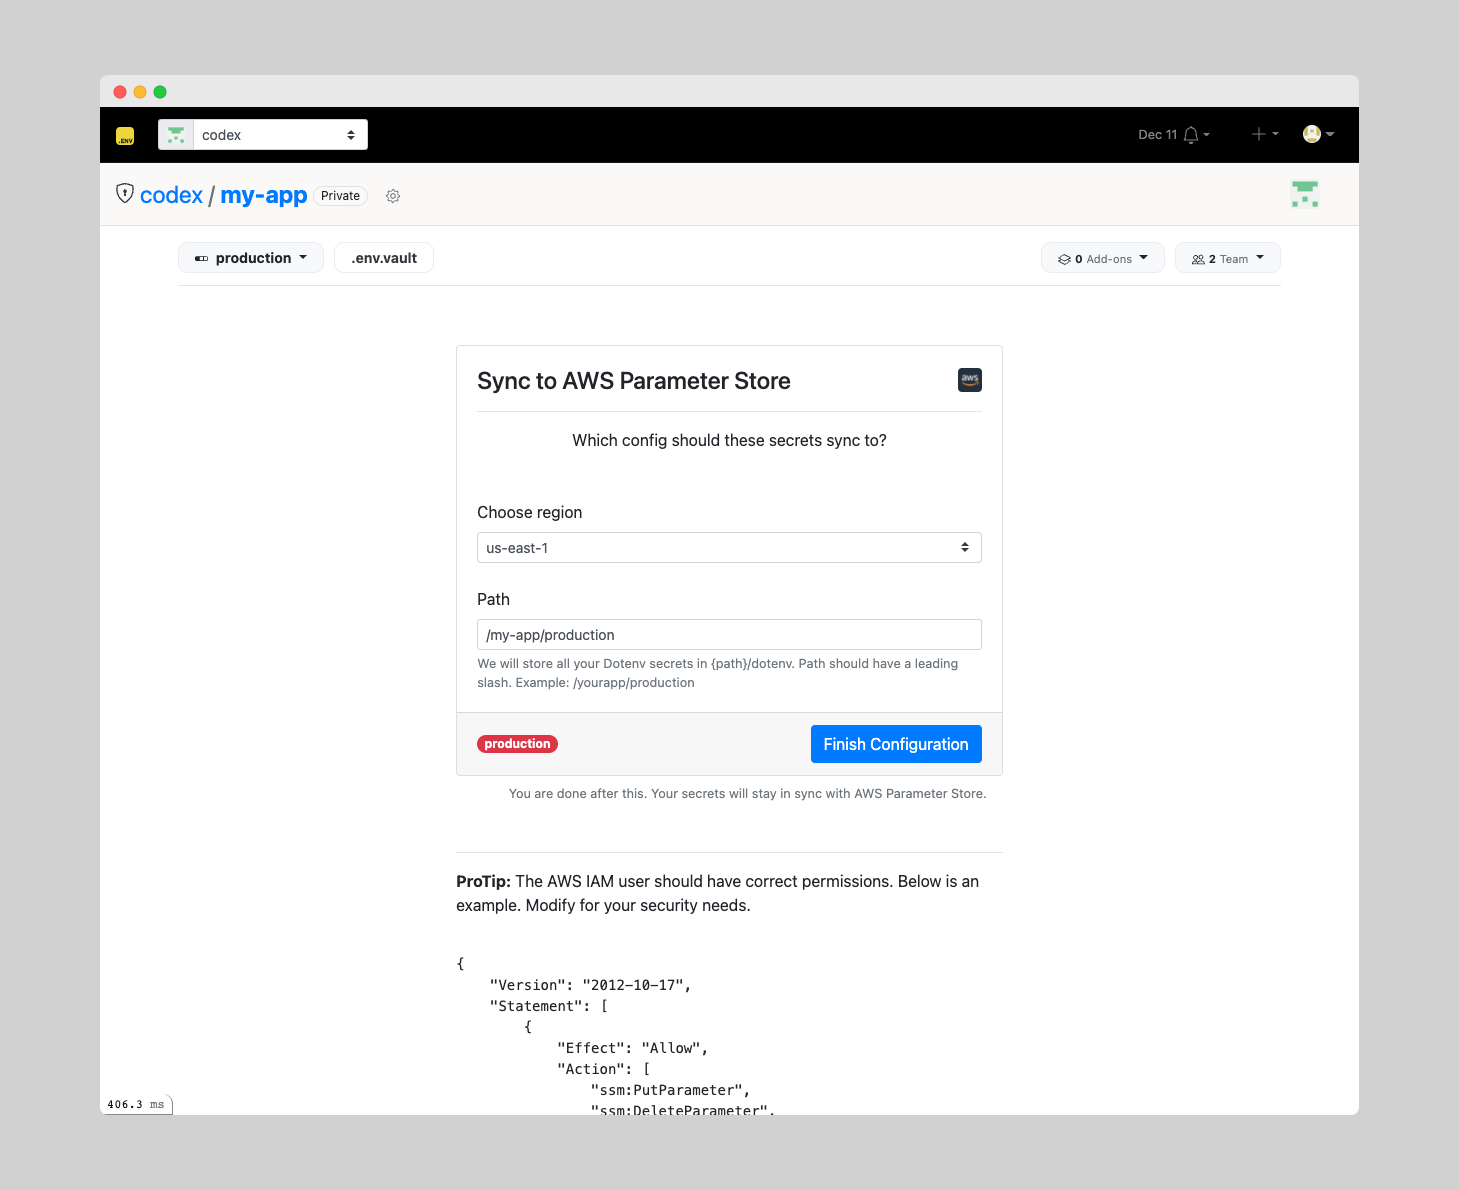 .ENV
codex
Dec 11
codex / my-app Private
production
.env.vault
0 Add-ons
2 Team
Sync to AWS Parameter Store
aws
Which config should these secrets sync to?
Choose region
us-east-1
Path
/my-app/production
We will store all your Dotenv secrets in {path}/dotenv. Path should have a leading
slash. Example: /yourapp/production
production
Finish Configuration
You are done after this. Your secrets will stay in sync with AWS Parameter Store.
ProTip: The AWS IAM user should have correct permissions. Below is an
example. Modify for your security needs.
{
    "Version": "2012-10-17",
    "Statement": [
        {
            "Effect": "Allow",
            "Action": [
                "ssm:PutParameter",
                "ssm:DeleteParameter",
406.3 ms